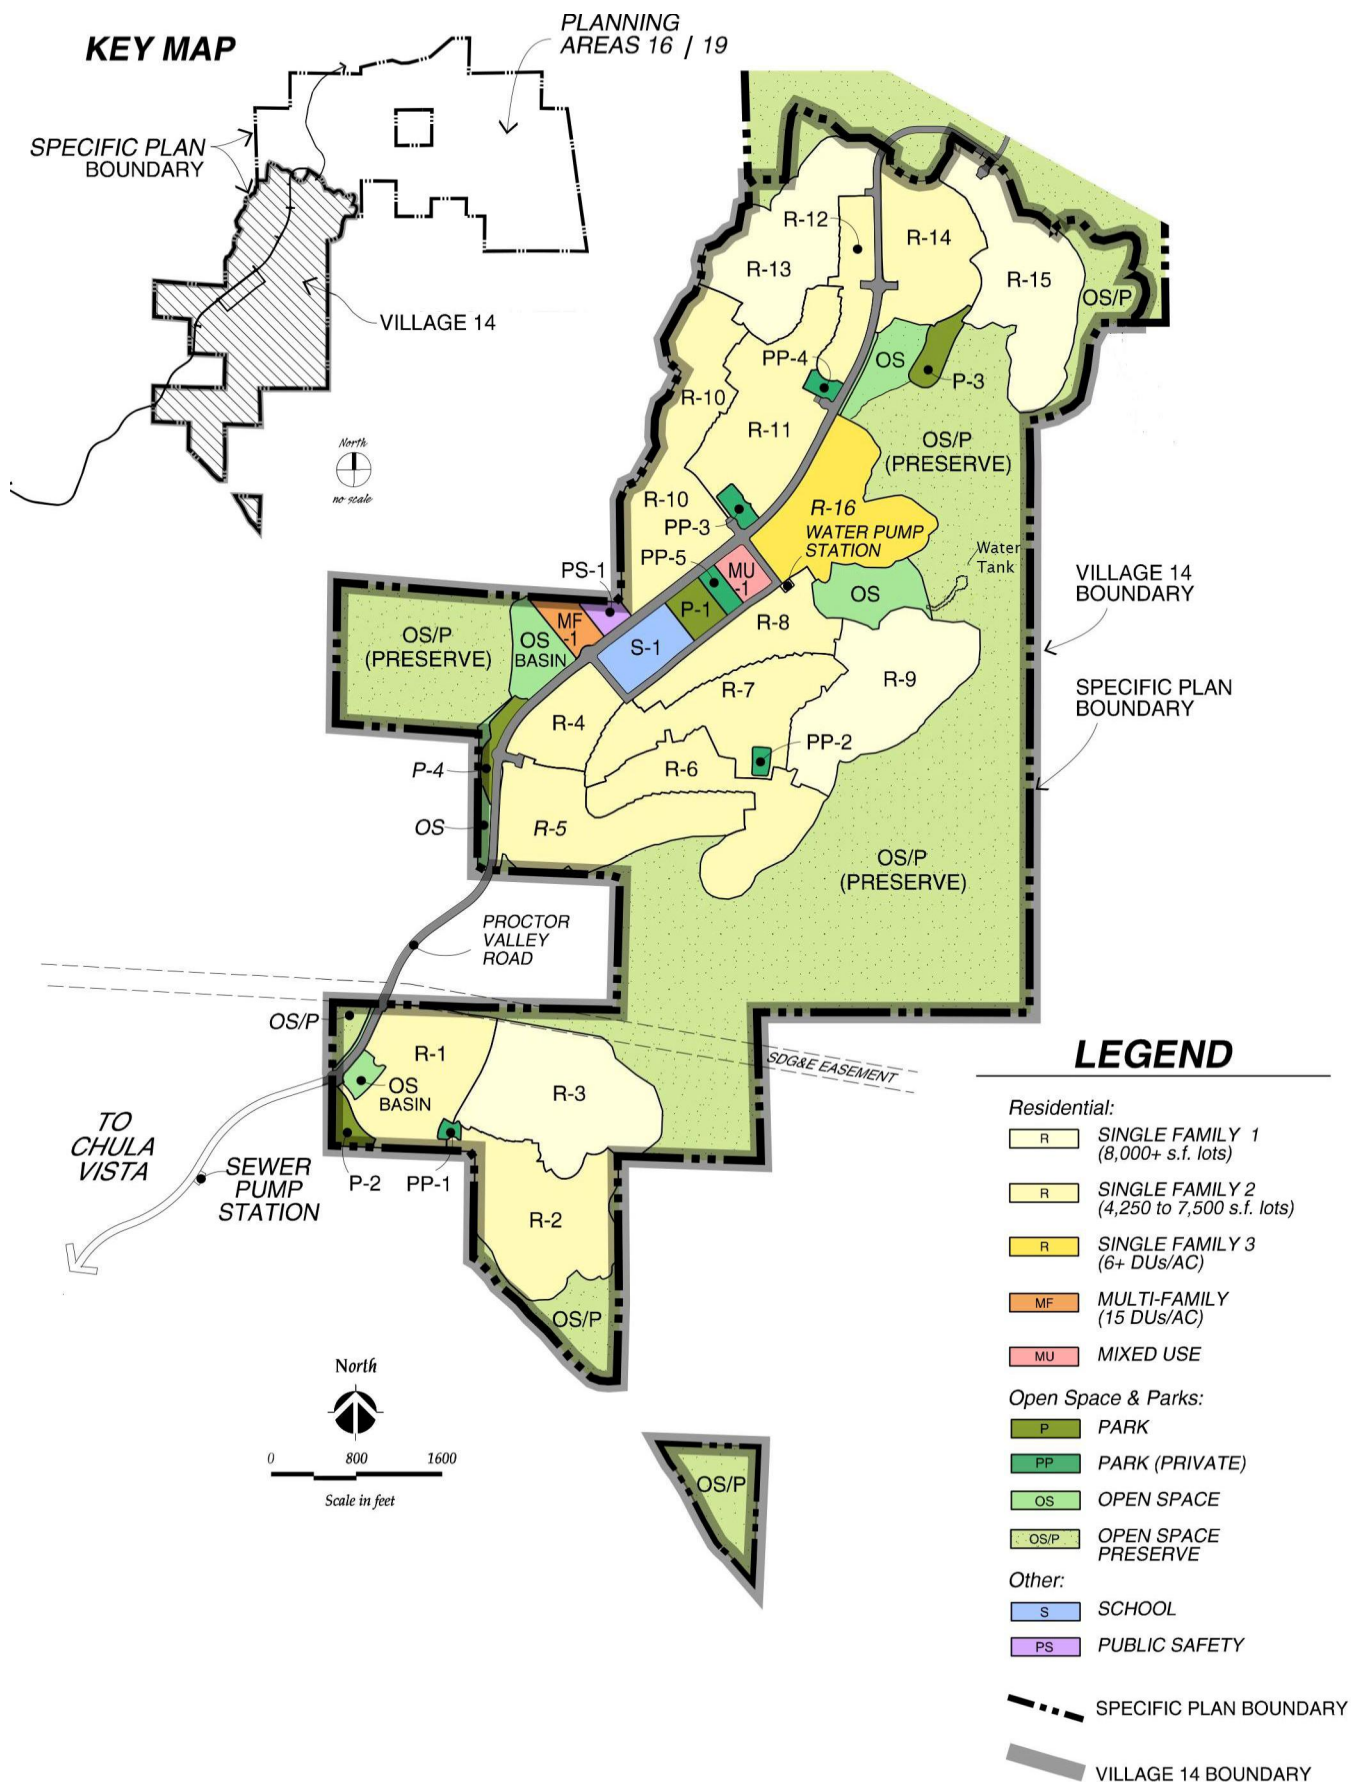 KEY MAP
PLANNING
AREAS 16 / 19
SPECIFIC PLAN
BOUNDARY
VILLAGE 14
North
no scale
R-12
R-14
R-13
R-15
OS/P
PP-4
OS
P-3
R-10
R-11
OS/P
(PRESERVE)
R-10
R-16
PP-3
WATER PUMP
STATION
Water
Tank
PP-5
MU
-1
PS-1
VILLAGE 14
BOUNDARY
OS
P-1
MF
-1
R-8
OS/P
(PRESERVE)
OS
BASIN
S-1
R-9
R-7
SPECIFIC PLAN
BOUNDARY
R-4
PP-2
P-4
R-6
OS
R-5
OS/P
(PRESERVE)
PROCTOR
VALLEY
ROAD
OS/P
R-1
SDG&E EASEMENT
OS
BASIN
R-3
TO
CHULA
VISTA
SEWER
PUMP
STATION
P-2
PP-1
R-2
OS/P
North
0 800 1600
Scale in feet
OS/P
LEGEND
Residential:
R SINGLE FAMILY 1
(8,000+ s.f. lots)
R SINGLE FAMILY 2
(4,250 to 7,500 s.f. lots)
R SINGLE FAMILY 3
(6+ DUs/AC)
MF MULTI-FAMILY
(15 DUs/AC)
MU MIXED USE
Open Space & Parks:
P PARK
PP PARK (PRIVATE)
OS OPEN SPACE
OS/P OPEN SPACE
PRESERVE
Other:
S SCHOOL
PS PUBLIC SAFETY
SPECIFIC PLAN BOUNDARY
VILLAGE 14 BOUNDARY